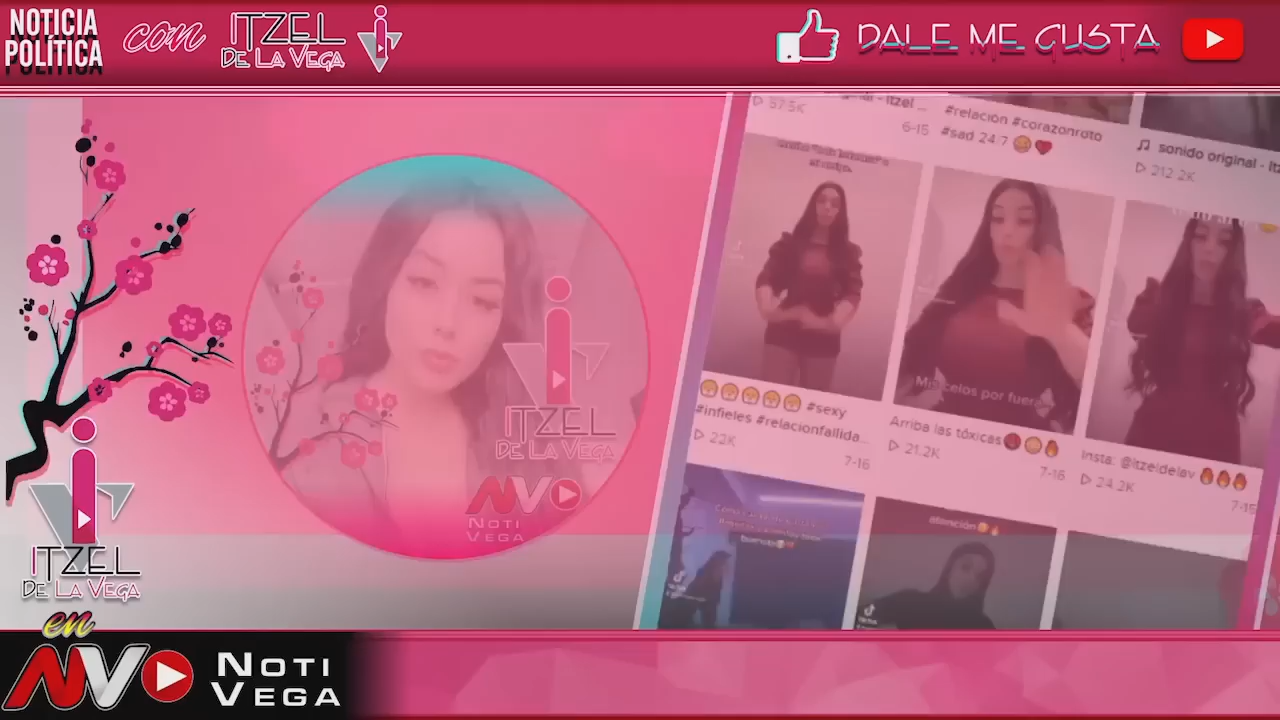 NOTICIA
POLÍTICA
con
ITZEL
DE LA VEGA
DALE ME GUSTA
57.5K
6-15
#relación #corazonroto
#sad 24:7
sonido original - It
212.2K
#sexy
#infieles #relacionfallida...
22K
7-16
Mis celos por fuera
Arriba las tóxicas
21.2K
7-16
Insta: @itzeldelav
24.2K
7-15
atención
ITZEL
DE LA VEGA
NV
NOTI
VEGA
ITZEL
DE LA VEGA
en
NV
NOTI
VEGA